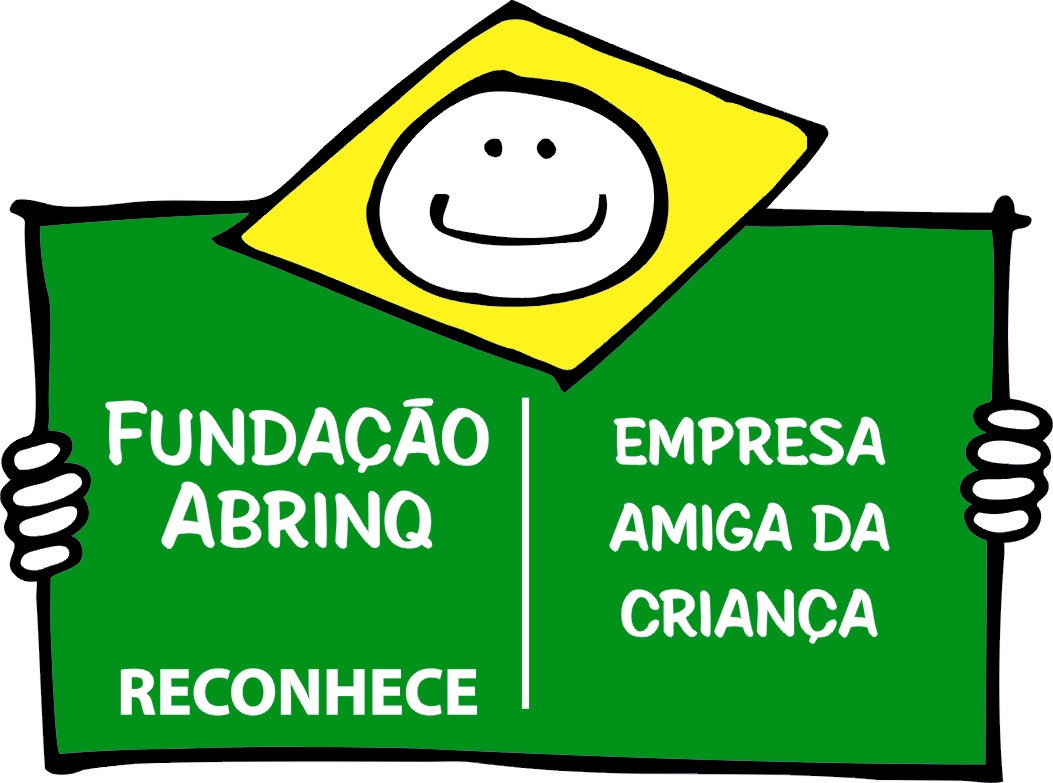 FUNDAÇÃO
ABRINQ
RECONHECE
EMPRESA
AMIGA DA
CRIANÇA